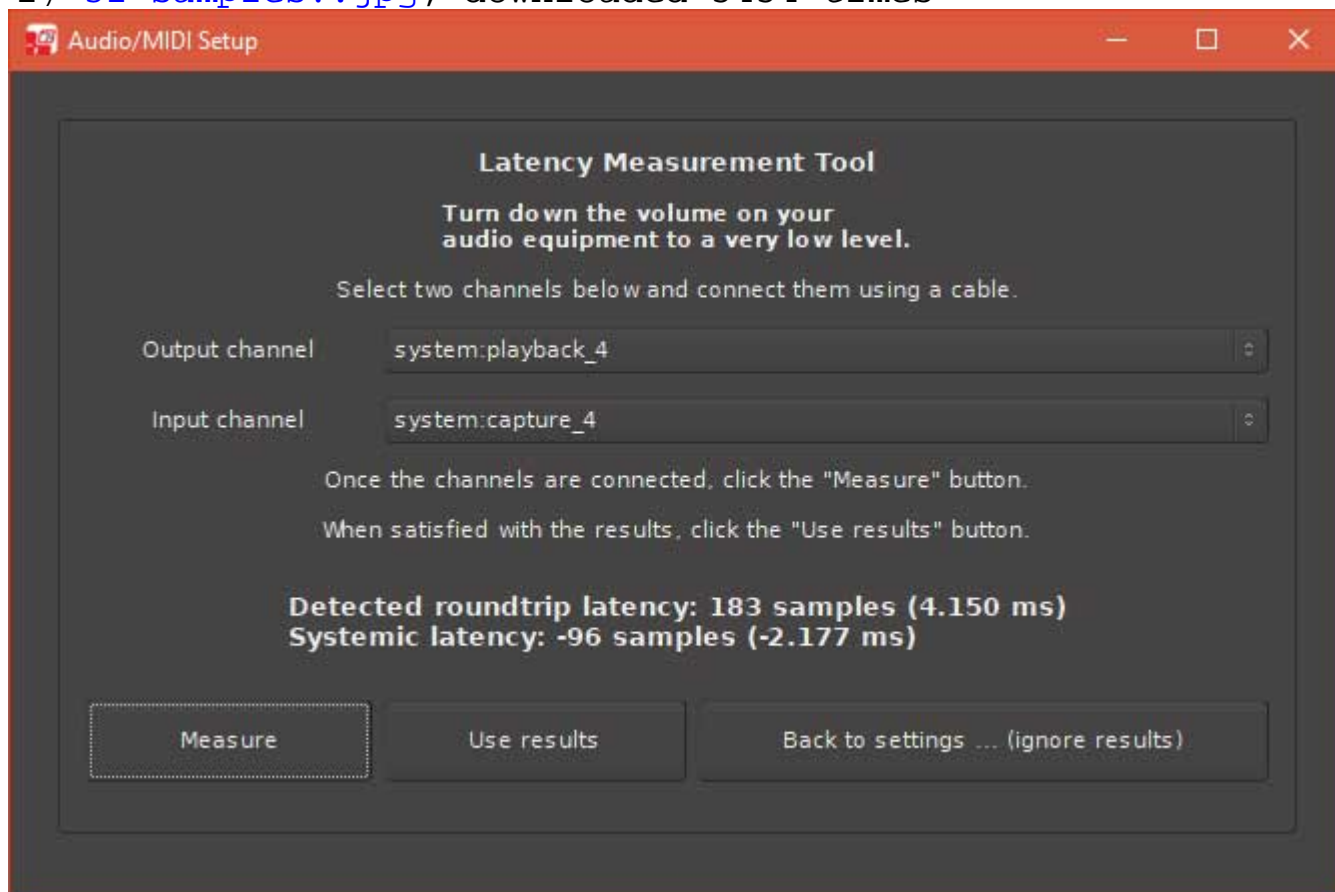 Audio/MIDI Setup
Latency Measurement Tool
Turn down the volume on your
audio equipment to a very low level.
Select two channels below and connect them using a cable.
Output channel system:playback_4
Input channel system:capture_4
Once the channels are connected, click the "Measure" button.
When satisfied with the results, click the "Use results" button.
Detected roundtrip latency: 183 samples (4.150 ms)
Systemic latency: -96 samples (-2.177 ms)
Measure Use results Back to settings ... (ignore results)